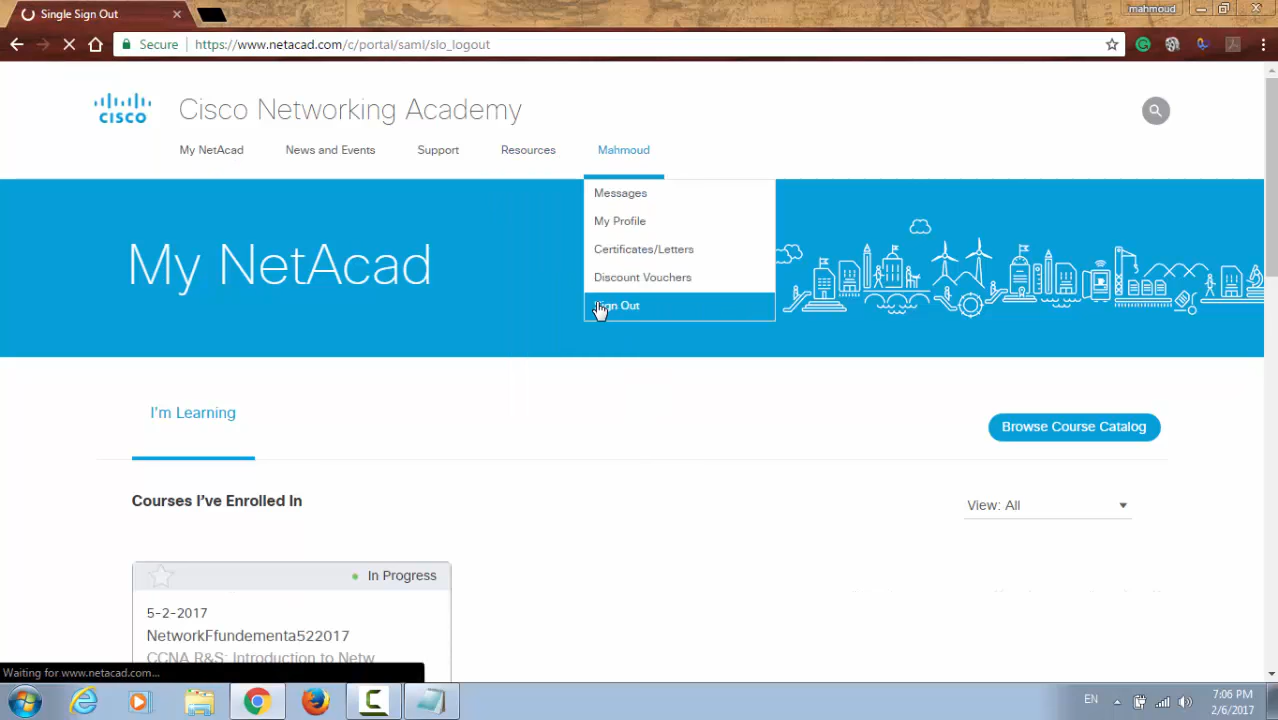 Single Sign Out
mahmoud
Secure
https://www.netacad.com/c/portal/saml/slo_logout
CISCO
Cisco Networking Academy
My NetAcad
News and Events
Support
Resources
Mahmoud
Messages
My Profile
Certificates/Letters
Discount Vouchers
Sign Out
My NetAcad
I'm Learning
Browse Course Catalog
Courses I've Enrolled In
View: All
In Progress
5-2-2017
NetworkFfundementa522017
CCNA R&S: Introduction to Netw
Waiting for www.netacad.com...
EN
7:06 PM
2/6/2017